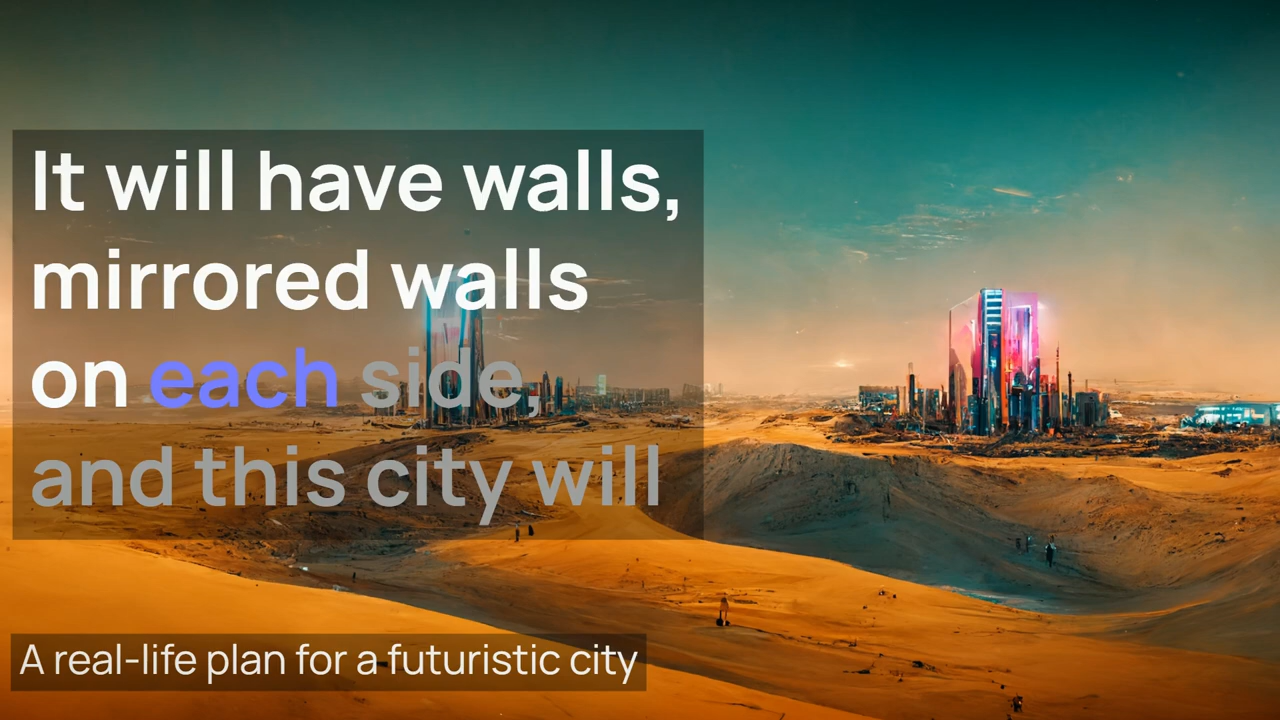 It will have walls,
mirrored walls
on each side,
and this city will
A real-life plan for a futuristic city